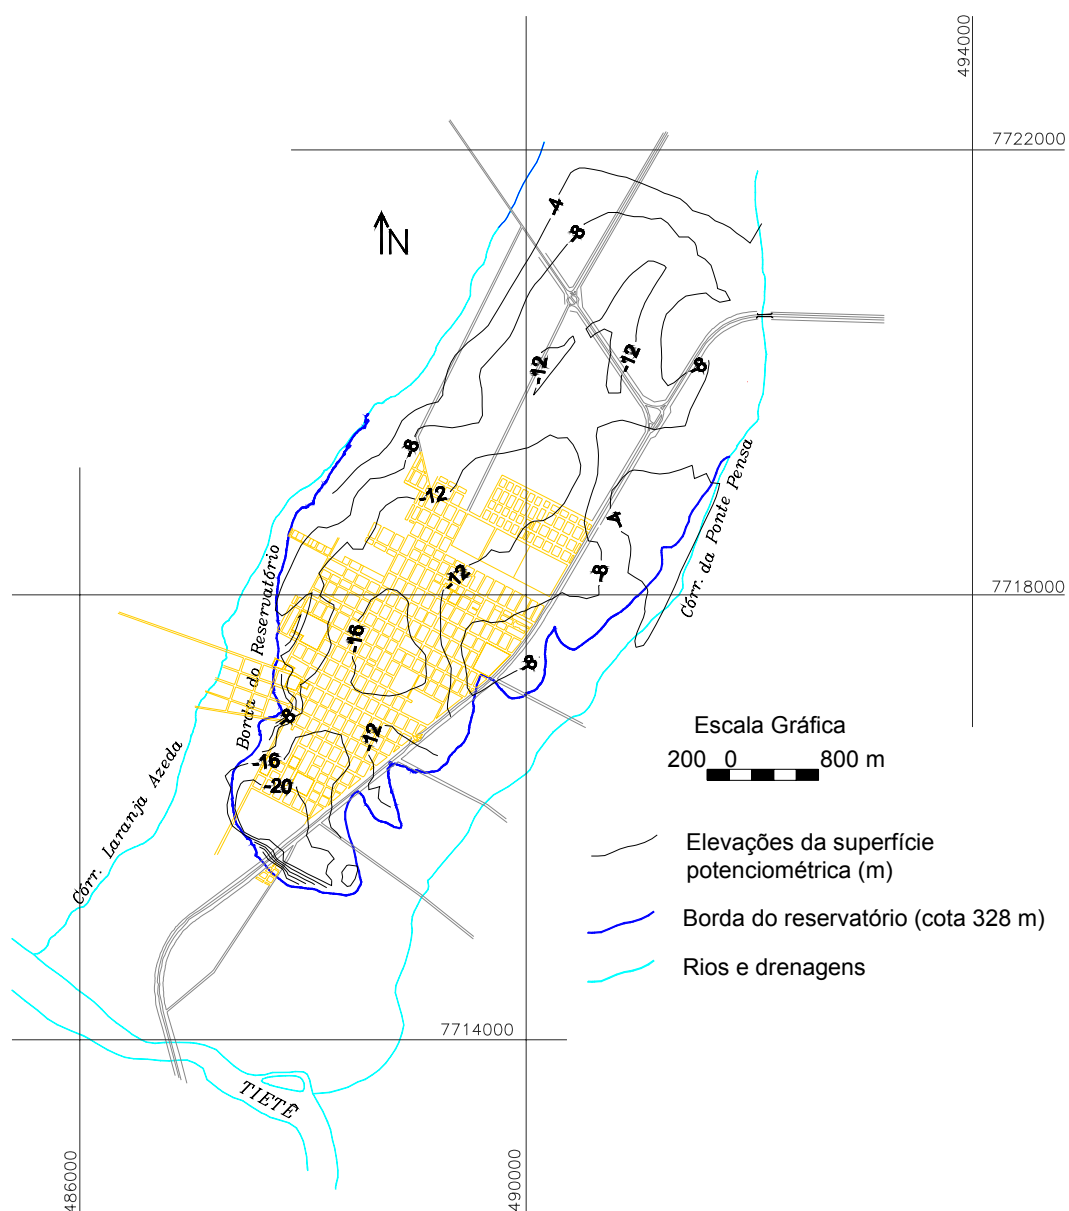 494000
7722000
N
-4
-8
-12
-12
-8
-8
-12
-4
Córr. da Ponte Pensa
-8
-12
7718000
Borda do Reservatório
-16
-8
-8
-12
-16
-20
Córr. Laranja Azeda
Escala Gráfica
200 0 800 m
Elevações da superfície
potenciométrica (m)
Borda do reservatório (cota 328 m)
Rios e drenagens
7714000
TIETÊ
486000
490000